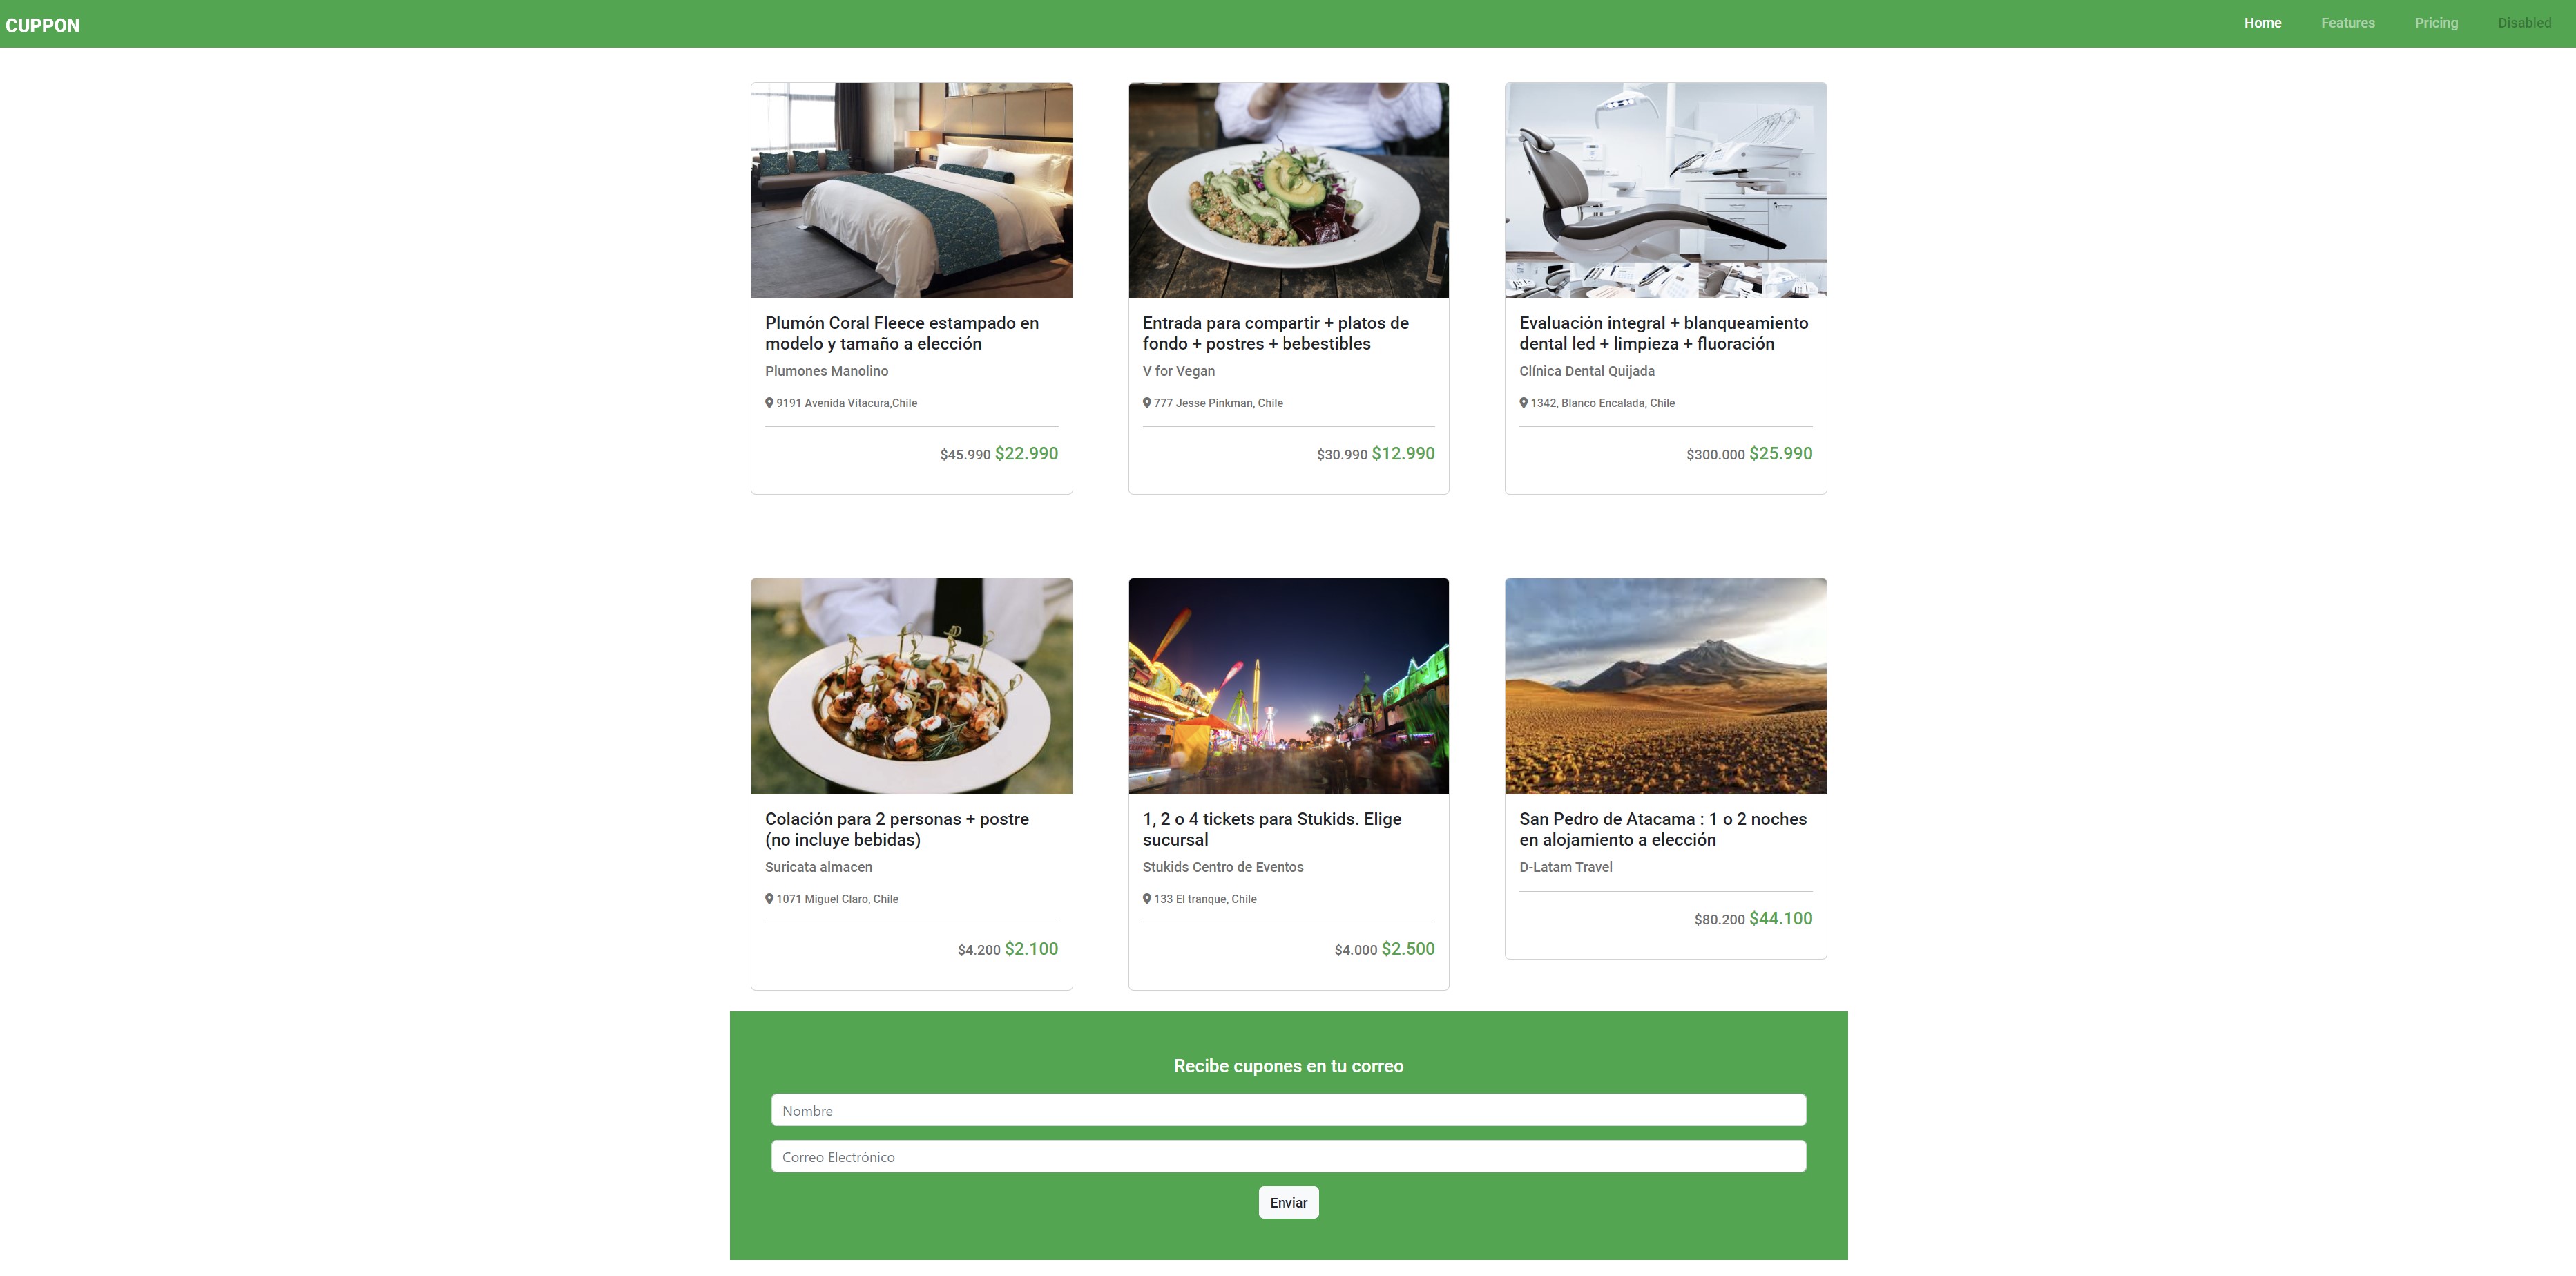 CUPPON
Home
Features
Pricing
Disabled
Plumón Coral Fleece estampado en
modelo y tamaño a elección
Plumones Manolino
9191 Avenida Vitacura,Chile
$45.990 $22.990
Entrada para compartir + platos de
fondo + postres + bebestibles
V for Vegan
777 Jesse Pinkman, Chile
$30.990 $12.990
Evaluación integral + blanqueamiento
dental led + limpieza + fluoración
Clínica Dental Quijada
1342, Blanco Encalada, Chile
$300.000 $25.990
Colación para 2 personas + postre
(no incluye bebidas)
Suricata almacen
1071 Miguel Claro, Chile
$4.200 $2.100
1, 2 o 4 tickets para Stukids. Elige
sucursal
Stukids Centro de Eventos
133 El tranque, Chile
$4.000 $2.500
San Pedro de Atacama : 1 o 2 noches
en alojamiento a elección
D-Latam Travel
$80.200 $44.100
Recibe cupones en tu correo
Nombre
Correo Electrónico
Enviar